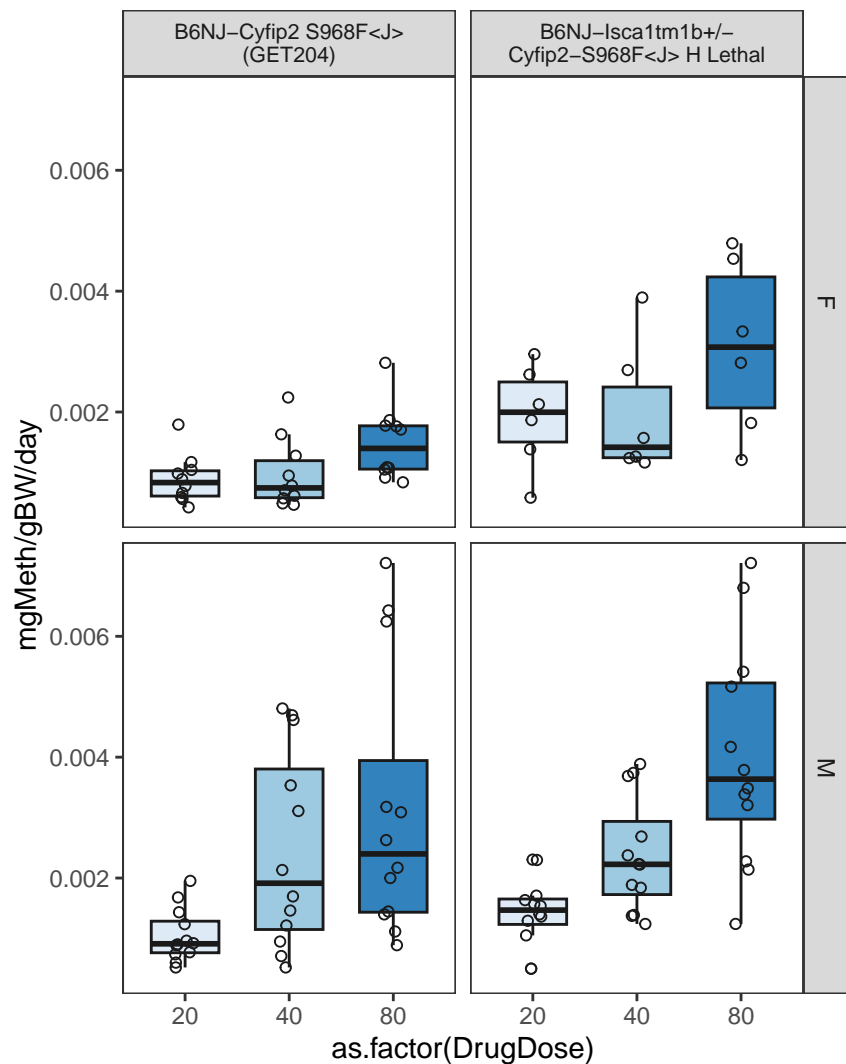 B6NJ−Cyfip2 S968F<J>
(GET204)
B6NJ−Isca1tm1b+/−
Cyfip2−S968F<J> H Lethal
0.006
0.004
0.002
F
0.006
0.004
0.002
M
mgMeth/gBW/day
20
40
80
20
40
80
as.factor(DrugDose)